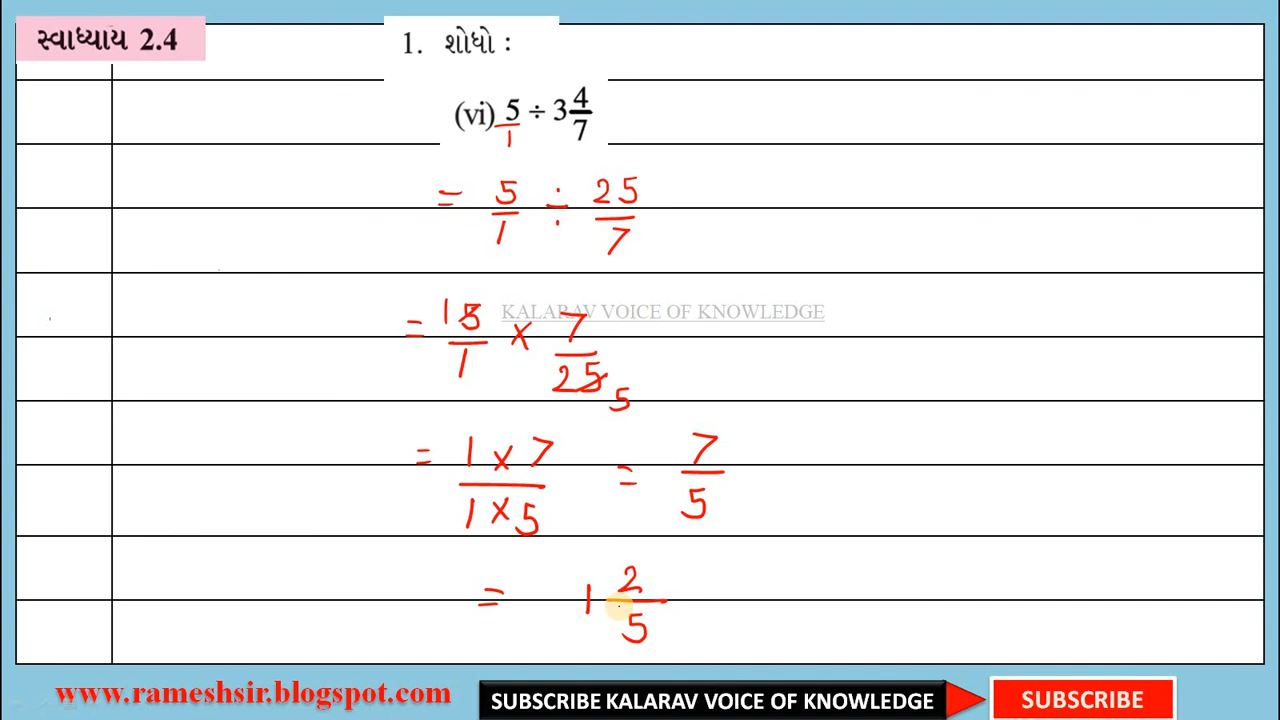 સ્વાધ્યાય 2.4
1. શોધો :
(vi) 5/1 ÷ 3 4/7
= 5/1 ÷ 25/7
KALARAV VOICE OF KNOWLEDGE
= 1 5/1 × 7/25 5
= 1 × 7/1 × 5 = 7/5
= 1 2/5
www.rameshsir.blogspot.com
SUBSCRIBE KALARAV VOICE OF KNOWLEDGE
SUBSCRIBE